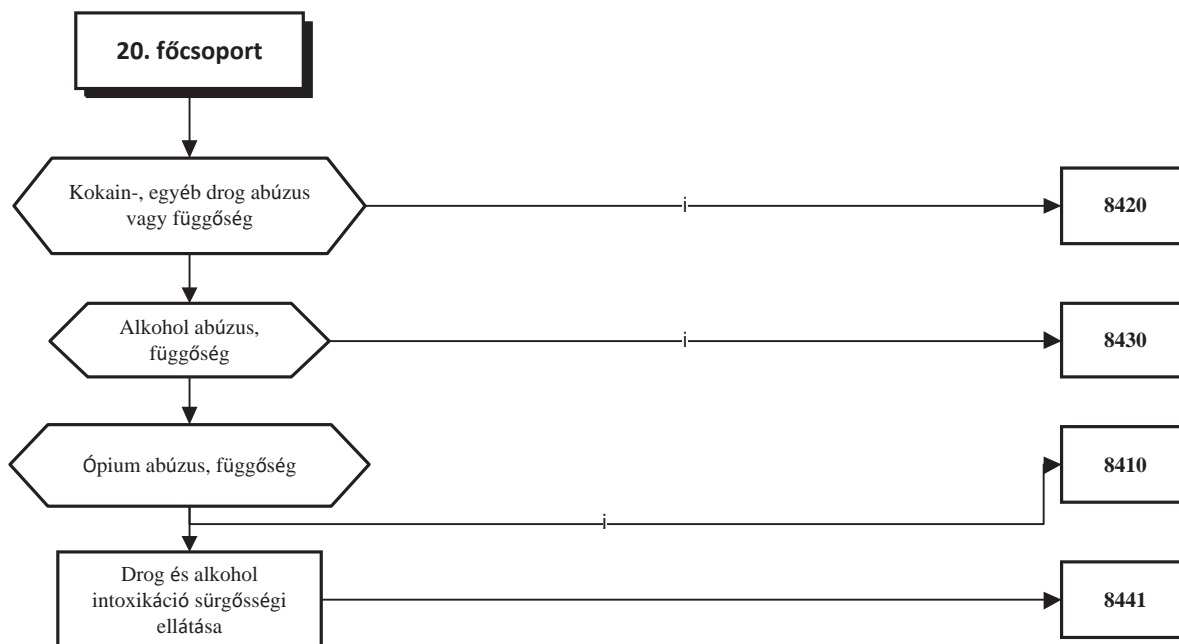 20. főcsoport
Kokain-, egyéb drog abúzus
vagy függőség
i
8420
Alkohol abúzus,
függőség
i
8430
Ópium abúzus, függőség
i
8410
Drog és alkohol
intoxikáció sürgősségi
ellátása
8441